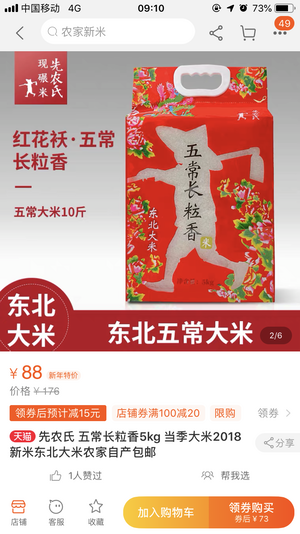 中国移动 4G 09:10 73%
农家新米
49
先农氏
现碾米
红花袄·五常
长粒香
五常大米10斤
五常长粒香
米
东北大米
东北
大米
东北五常大米
2/6
¥88 新年特价
价格 ¥176
领券后预计减15元 店铺券满100减20 限购 领券
天猫 先农氏 五常长粒香5kg 当季大米2018
新米东北大米农家自产包邮
分享
1人赞过 帮我选
店铺 客服 收藏 加入购物车 领券购买
券后 ¥73